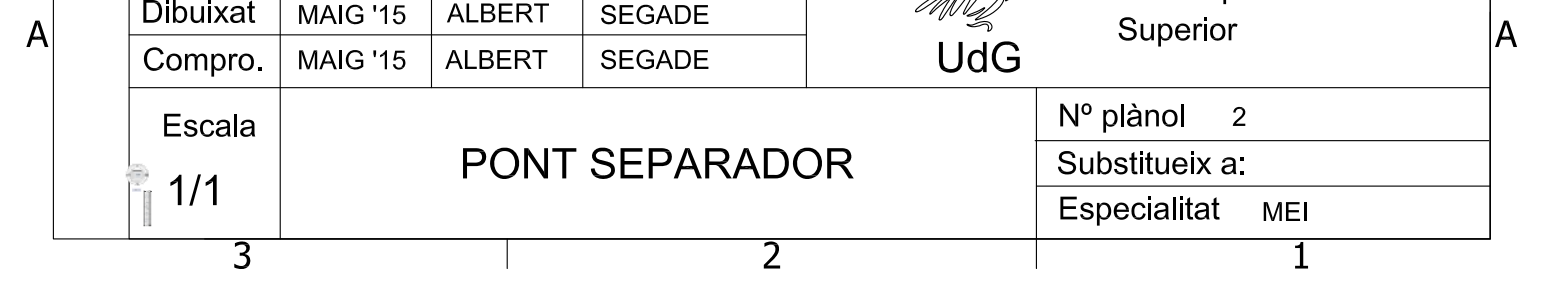 Dibuixat MAIG '15 ALBERT SEGADE
Superior
A A
Compro. MAIG '15 ALBERT SEGADE
UdG
Escala
Nº plànol 2
PONT SEPARADOR
Substitueix a:
1/1
Especialitat MEI
3 2 1